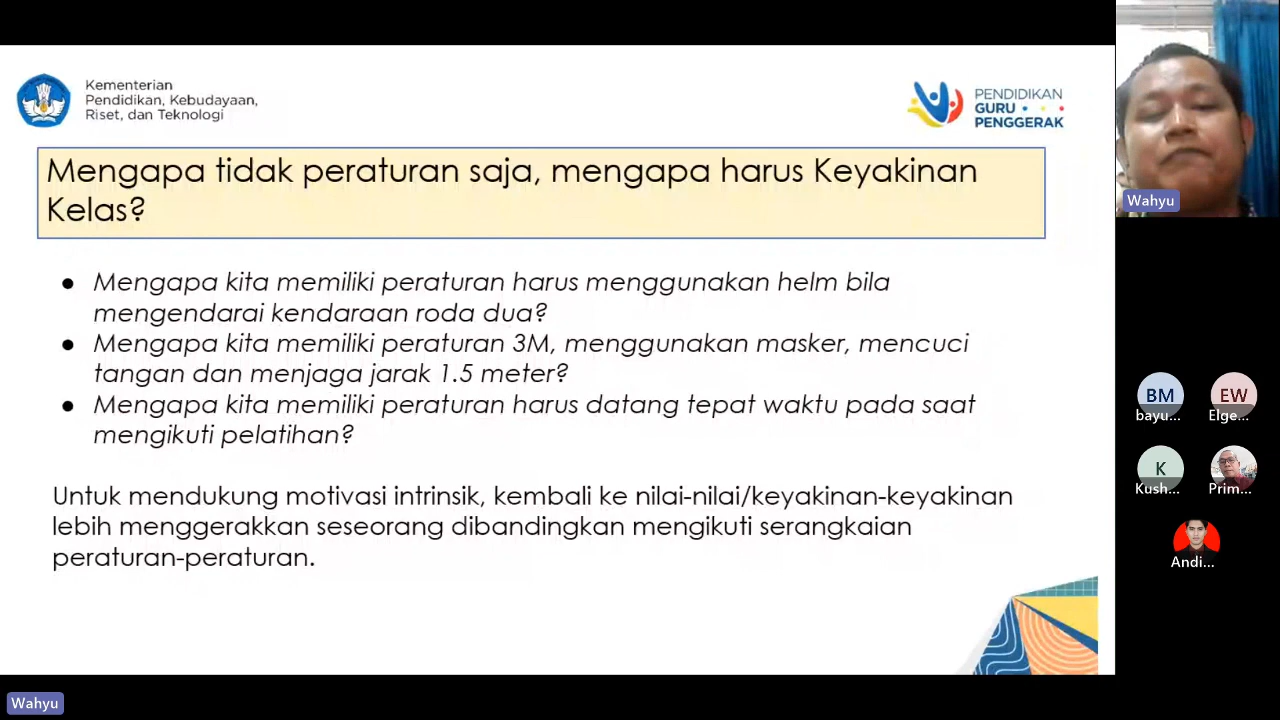 Kementerian
Pendidikan, Kebudayaan,
Riset, dan Teknologi
PENDIDIKAN
GURU
PENGGERAK
Mengapa tidak peraturan saja, mengapa harus Keyakinan
Kelas?
● Mengapa kita memiliki peraturan harus menggunakan helm bila
mengendarai kendaraan roda dua?
● Mengapa kita memiliki peraturan 3M, menggunakan masker, mencuci
tangan dan menjaga jarak 1.5 meter?
● Mengapa kita memiliki peraturan harus datang tepat waktu pada saat
mengikuti pelatihan?
Untuk mendukung motivasi intrinsik, kembali ke nilai-nilai/keyakinan-keyakinan
lebih menggerakkan seseorang dibandingkan mengikuti serangkaian
peraturan-peraturan.
Wahyu
BM
bayu...
EW
Elge...
K
Kush...
Prim...
Andi...
Wahyu